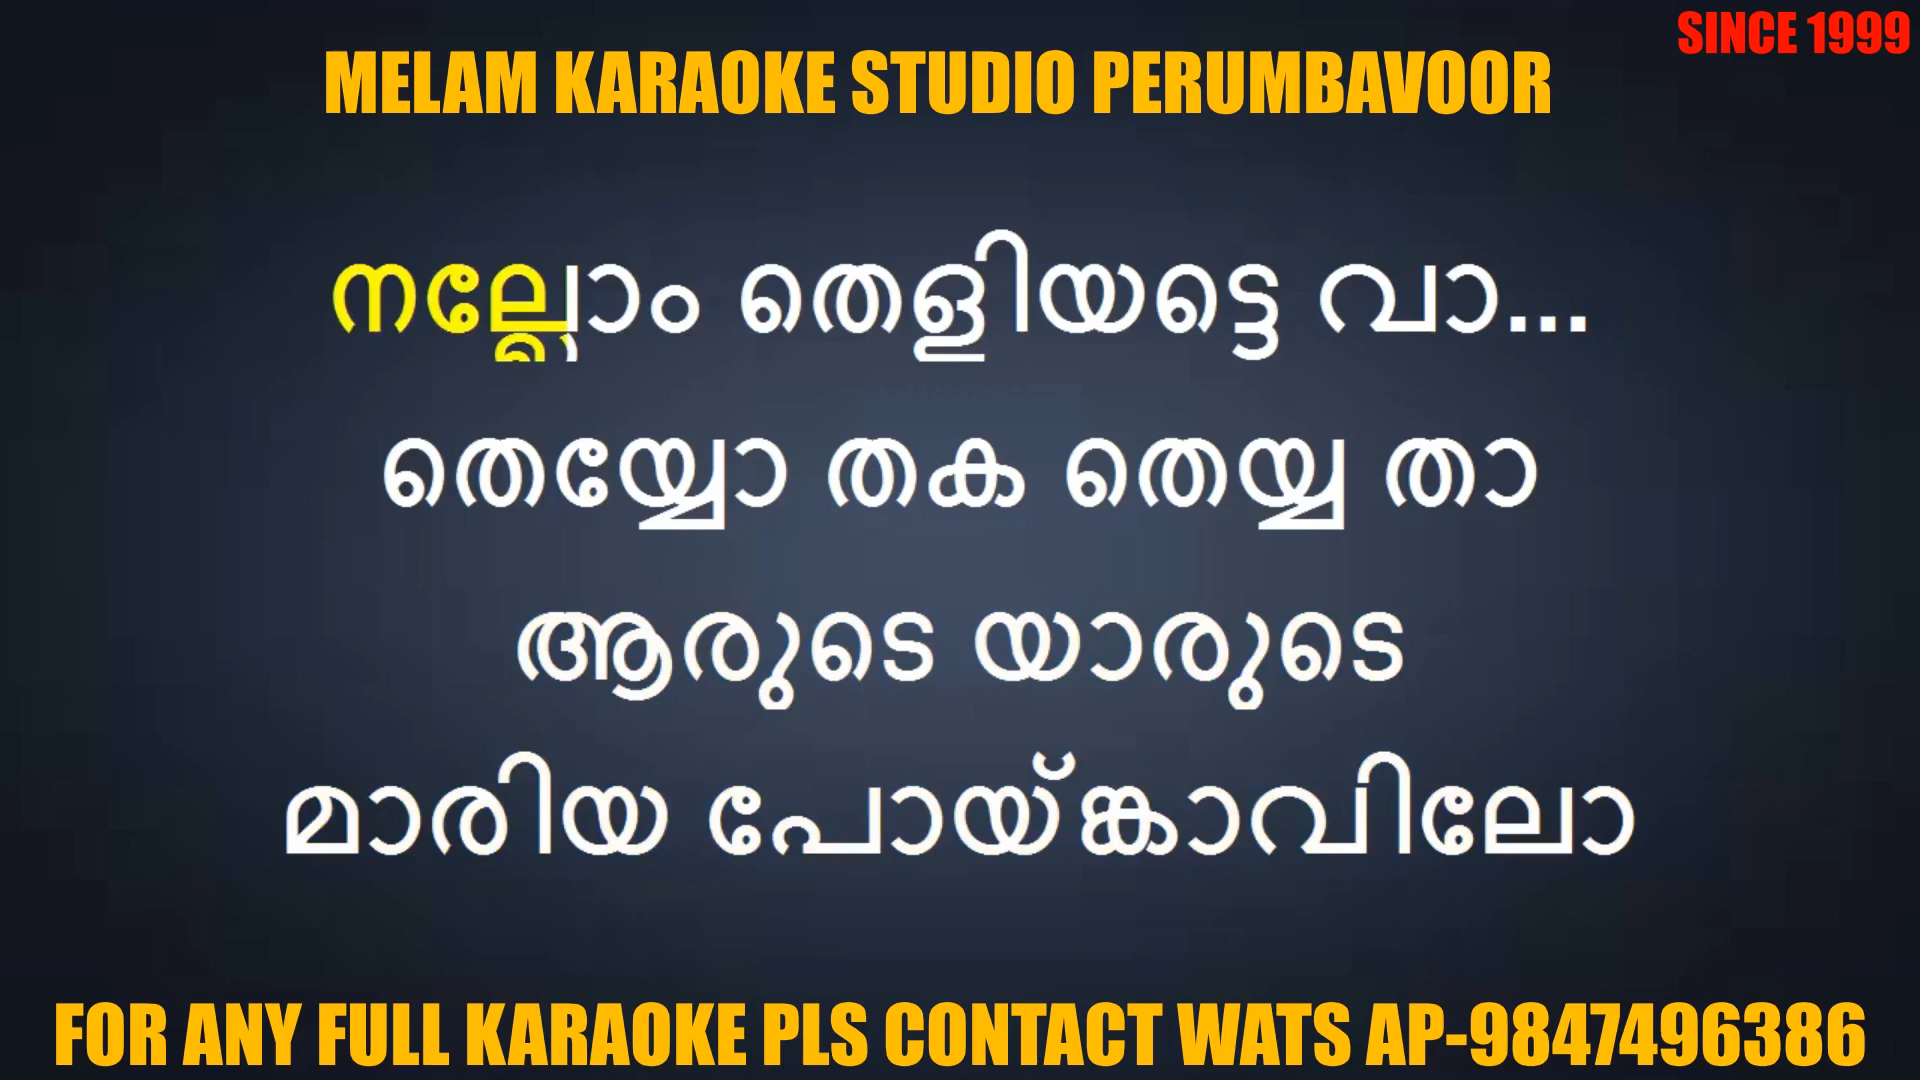 SINCE 1999
MELAM KARAOKE STUDIO PERUMBAVOOR
നല്ലോം തെളിയട്ടെ വാ...
തെയ്യോ തക തെയ്യ താ
ആരുടെ യാരുടെ
മാരിയ പോയ്ങ്കാവിലോ
FOR ANY FULL KARAOKE PLS CONTACT WATS AP-9847496386